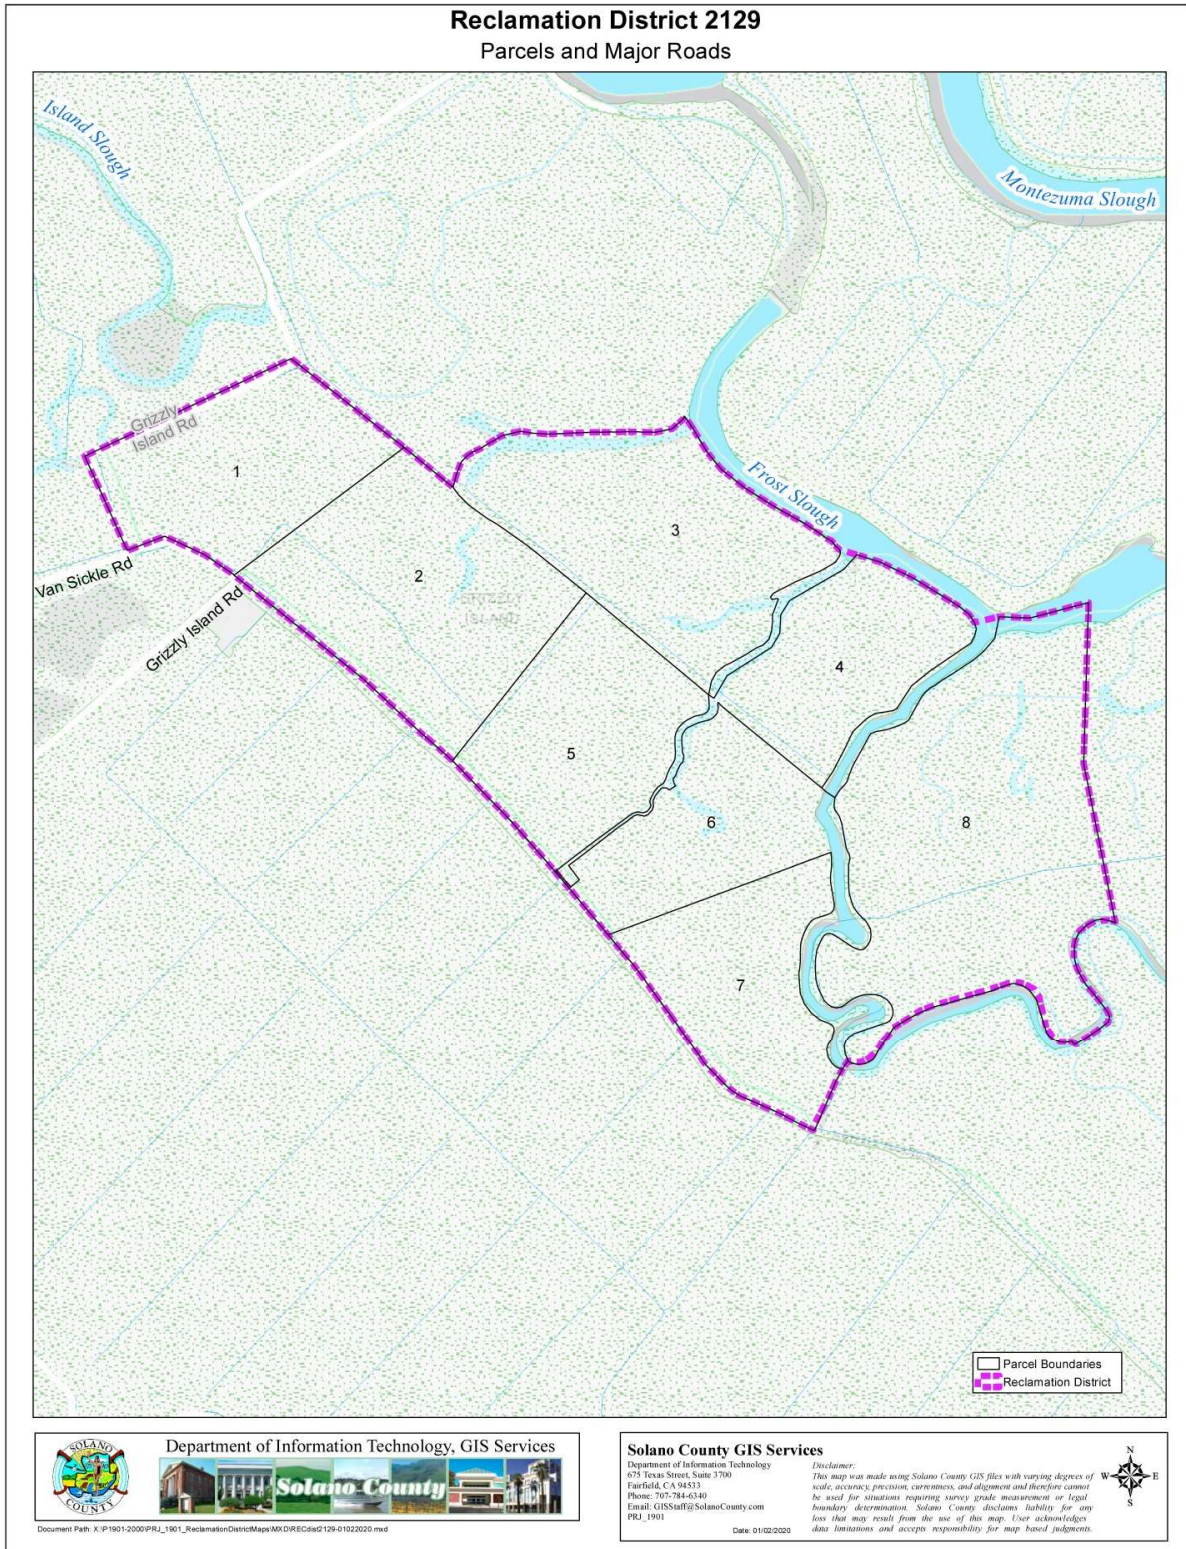 Reclamation District 2129
Parcels and Major Roads
Island Slough
Montezuma Slough
Grizzly
Island Rd
1
3
Frost Slough
Van Sickle Rd
2
Grizzly Island Rd
4
5
6
8
7
Parcel Boundaries
Reclamation District
SOLANO
COUNTY
Department of Information Technology, GIS Services
Solano County
Document Path: X:\P1901-2000\PRJ_1901_ReclamationDistrictMaps\MXD\RECdist2129-01022020.mxd
Solano County GIS Services
Department of Information Technology
675 Texas Street, Suite 3700
Fairfield, CA 94533
Phone: 707-784-6340
Email: GISStaff@SolanoCounty.com
PRJ_1901
Date: 01/02/2020
Disclaimer:
This map was made using Solano County GIS files with varying degrees of
scale, accuracy, precision, currentness, and alignment and therefore cannot
be used for situations requiring survey grade measurement or legal
boundary determination. Solano County disclaims liability for any
loss that may result from the use of this map. User acknowledges
data limitations and accepts responsibility for map based judgments.
N
W E
S